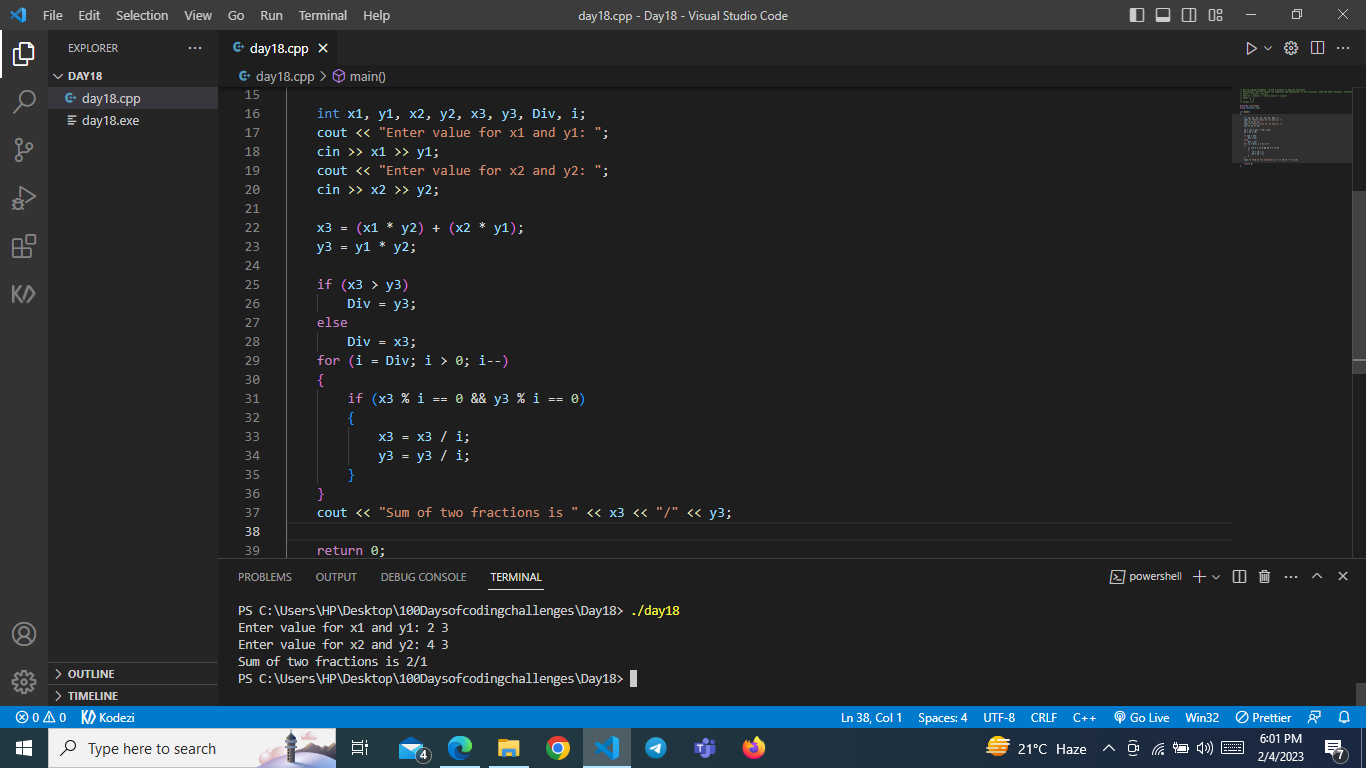 File Edit Selection View Go Run Terminal Help day18.cpp - Day18 - Visual Studio Code
EXPLORER
DAY18
day18.cpp
day18.exe
OUTLINE
TIMELINE
day18.cpp
day18.cpp > main()
15
16 int x1, y1, x2, y2, x3, y3, Div, i;
17 cout << "Enter value for x1 and y1: ";
18 cin >> x1 >> y1;
19 cout << "Enter value for x2 and y2: ";
20 cin >> x2 >> y2;
21
22 x3 = (x1 * y2) + (x2 * y1);
23 y3 = y1 * y2;
24
25 if (x3 > y3)
26 Div = y3;
27 else
28 Div = x3;
29 for (i = Div; i > 0; i--)
30 {
31 if (x3 % i == 0 && y3 % i == 0)
32 {
33 x3 = x3 / i;
34 y3 = y3 / i;
35 }
36 }
37 cout << "Sum of two fractions is " << x3 << "/" << y3;
38
39 return 0;
PROBLEMS OUTPUT DEBUG CONSOLE TERMINAL powershell
PS C:\Users\HP\Desktop\100Daysofcodingchallenges\Day18> ./day18
Enter value for x1 and y1: 2 3
Enter value for x2 and y2: 4 3
Sum of two fractions is 2/1
PS C:\Users\HP\Desktop\100Daysofcodingchallenges\Day18>
0 0 Kodezi Ln 38, Col 1 Spaces: 4 UTF-8 CRLF C++ Go Live Win32 Prettier
Type here to search 4 21°C Haze 6:01 PM
2/4/2023 7